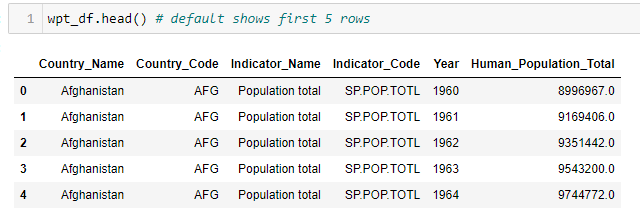 1 wpt_df.head() # default shows first 5 rows
Country_Name Country_Code Indicator_Name Indicator_Code Year Human_Population_Total
0 Afghanistan AFG Population total SP.POP.TOTL 1960 8996967.0
1 Afghanistan AFG Population total SP.POP.TOTL 1961 9169406.0
2 Afghanistan AFG Population total SP.POP.TOTL 1962 9351442.0
3 Afghanistan AFG Population total SP.POP.TOTL 1963 9543200.0
4 Afghanistan AFG Population total SP.POP.TOTL 1964 9744772.0